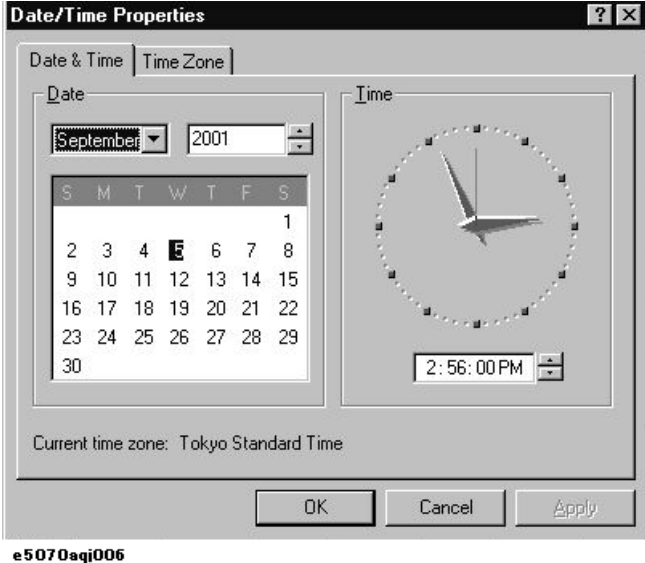 Date/Time Properties
Date & Time Time Zone
Date
September 2001
S M T W T F S
1
2 3 4 5 6 7 8
9 10 11 12 13 14 15
16 17 18 19 20 21 22
23 24 25 26 27 28 29
30
Time
2:56:00 PM
Current time zone: Tokyo Standard Time
OK Cancel Apply
e5070aqj006